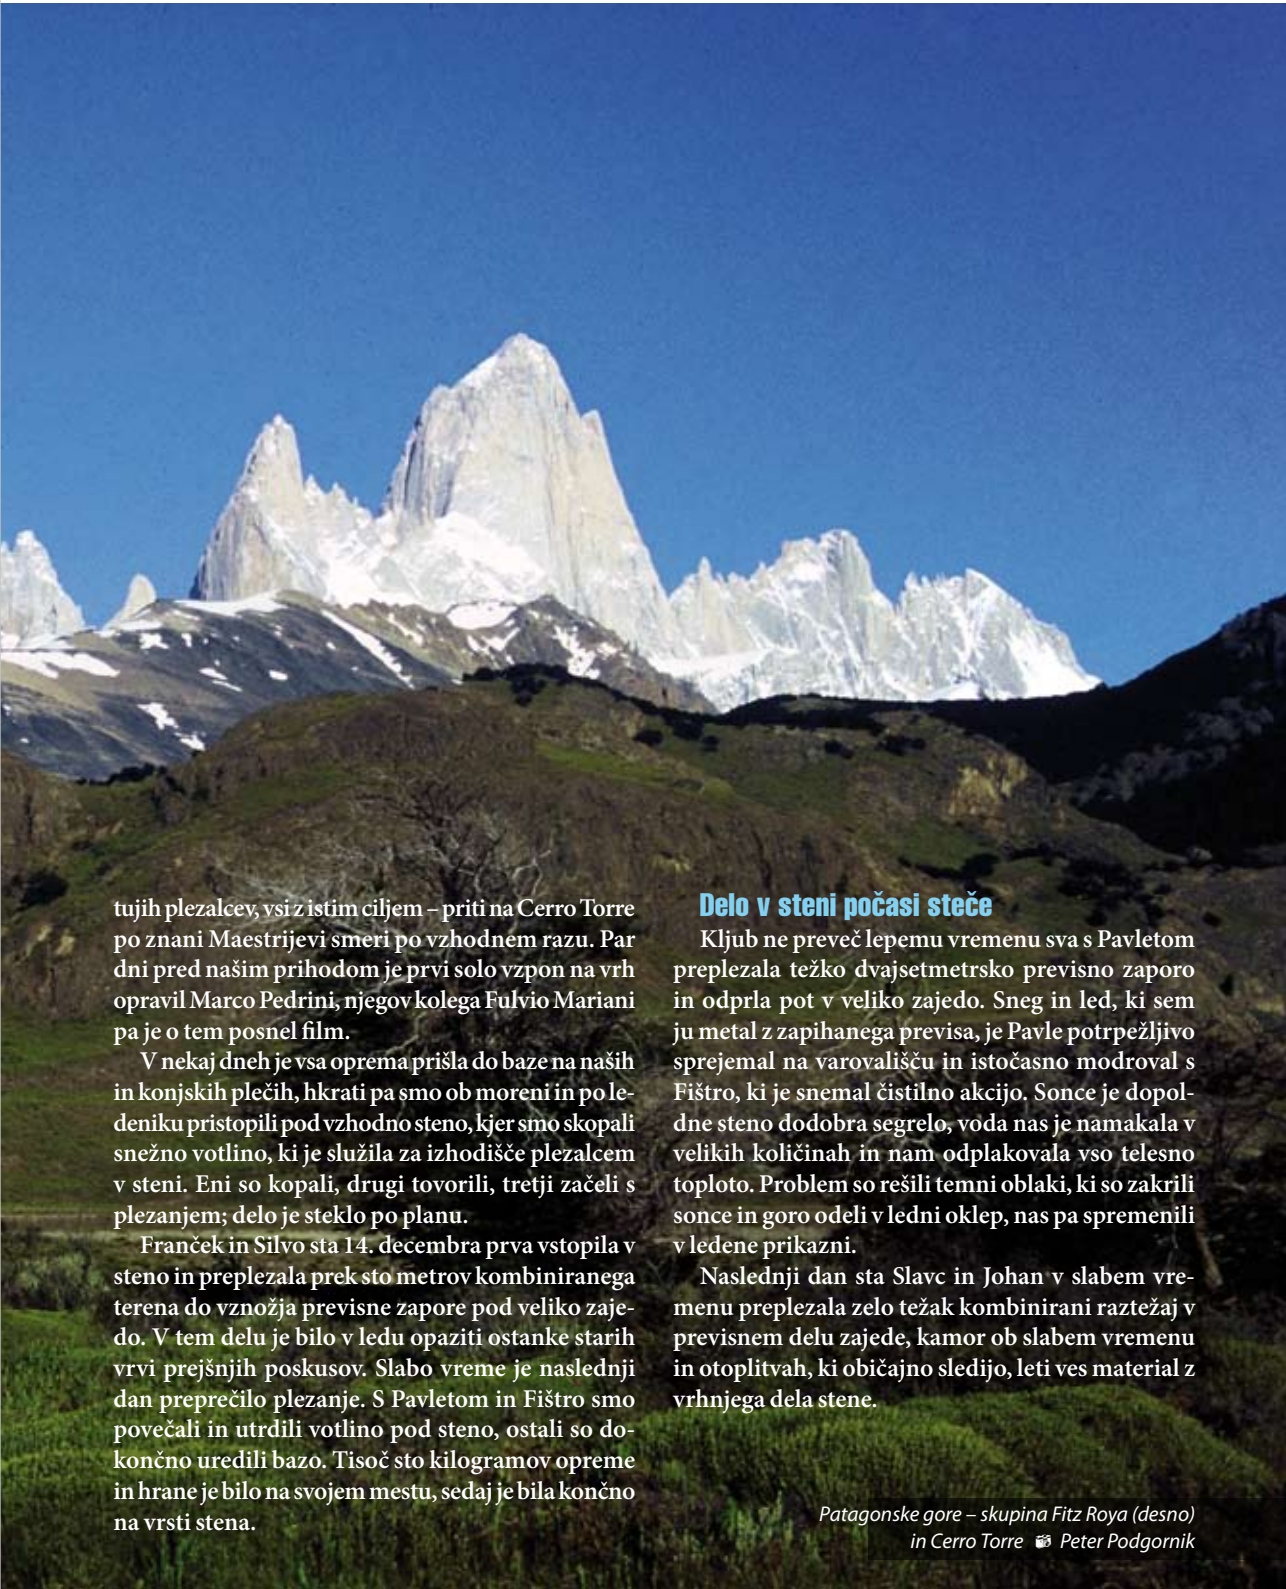 tujih plezalcev, vsi z istim ciljem – priti na Cerro Torre
po znani Maestrijevi smeri po vzhodnem razu. Par
dni pred našim prihodom je prvi solo vzpon na vrh
opravil Marco Pedrini, njegov kolega Fulvio Mariani
pa je o tem posnel film.
V nekaj dneh je vsa oprema prišla do baze na naših
in konjskih plečih, hkrati pa smo ob moreni in po le-
deniku pristopili pod vzhodno steno, kjer smo skopali
snežno votlino, ki je služila za izhodišče plezalcem
v steni. Eni so kopali, drugi tovorili, tretji začeli s
plezanjem; delo je steklo po planu.
Franček in Silvo sta 14. decembra prva vstopila v
steno in preplezala prek sto metrov kombiniranega
terena do vznožja previsne zapore pod veliko zaje-
do. V tem delu je bilo v ledu opaziti ostanke starih
vrvi prejšnjih poskusov. Slabo vreme je naslednji
dan preprečilo plezanje. S Pavletom in Fištro smo
povečali in utrdili votlino pod steno, ostali so do-
končno uredili bazo. Tisoč sto kilogramov opreme
in hrane je bilo na svojem mestu, sedaj je bila končno
na vrsti stena.
Delo v steni počasi steče
Kljub ne preveč lepemu vremenu sva s Pavletom
preplezala težko dvajsetmetrsko previsno zaporo
in odprla pot v veliko zajedo. Sneg in led, ki sem
ju metal z zapihanega previsa, je Pavle potrpežljivo
sprejemal na varovališču in istočasno modroval s
Fištro, ki je snemal čistilno akcijo. Sonce je dopol-
dne steno dodobra segrelo, voda nas je namakala v
velikih količinah in nam odplakovala vso telesno
toploto. Problem so rešili temni oblaki, ki so zakrili
sonce in goro odeli v ledni oklep, nas pa spremenili
v ledene prikazni.
Naslednji dan sta Slavc in Johan v slabem vre-
menu preplezala zelo težak kombinirani raztežaj v
previsnem delu zajede, kamor ob slabem vremenu
in otoplitvah, ki običajno sledijo, leti ves material z
vrhnjega dela stene.
Patagonske gore – skupina Fitz Roya (desno)
in Cerro Torre Peter Podgornik